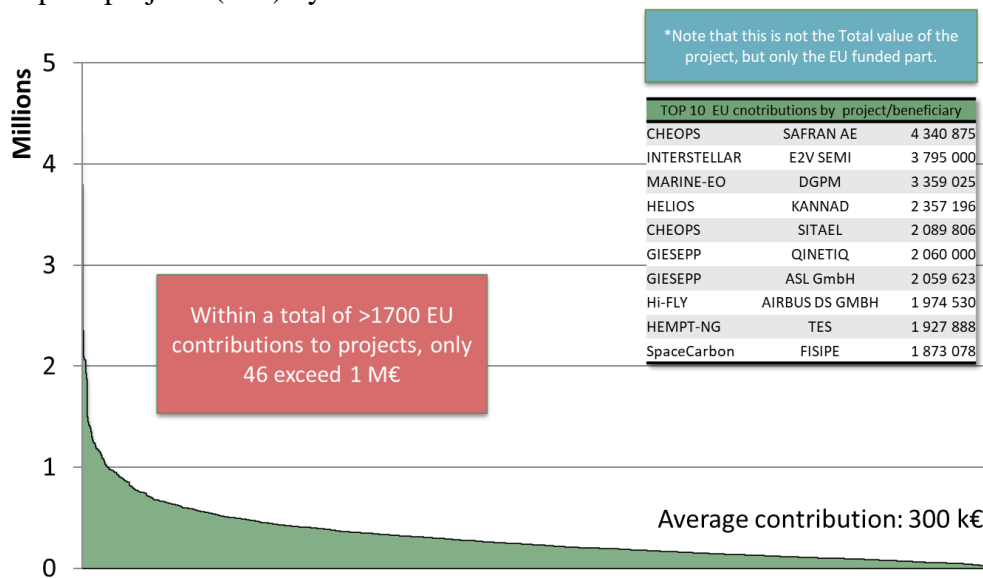 *Note that this is not the Total value of the
project, but only the EU funded part.
Millions
5
4
3
2
1
0
TOP 10 EU cnotributions by project/beneficiary
CHEOPS SAFRAN AE 4 340 875
INTERSTELLAR E2V SEMI 3 795 000
MARINE-EO DGPM 3 359 025
HELIOS KANNAD 2 357 196
CHEOPS SITAEL 2 089 806
GIESEPP QINETIQ 2 060 000
GIESEPP ASL GmbH 2 059 623
Hi-FLY AIRBUS DS GMBH 1 974 530
HEMPT-NG TES 1 927 888
SpaceCarbon FISIPE 1 873 078
Within a total of >1700 EU
contributions to projects, only
46 exceed 1 M€
Average contribution: 300 k€